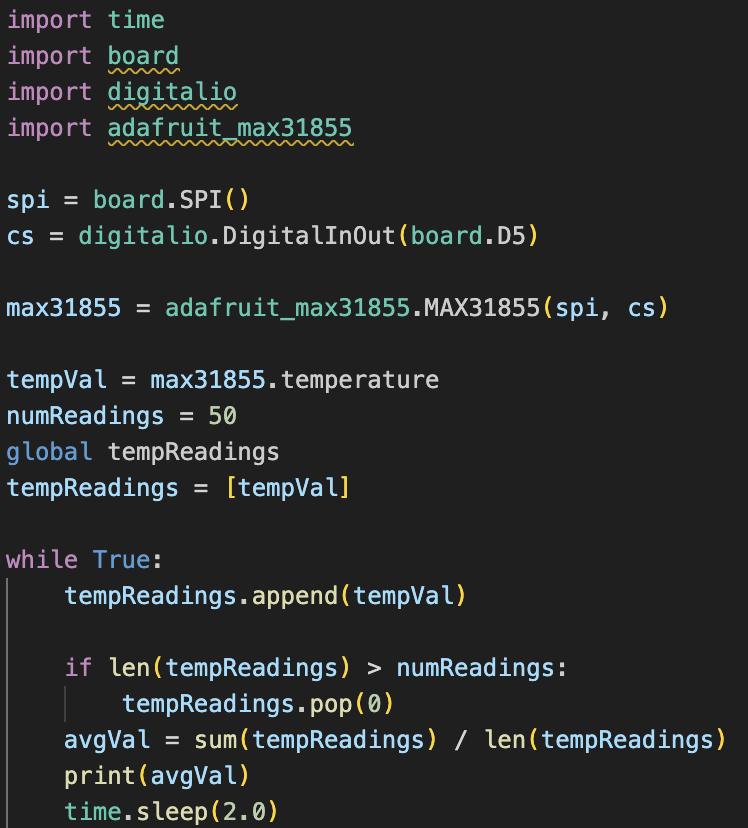 import time
import board
import digitalio
import adafruit_max31855
spi = board.SPI()
cs = digitalio.DigitalInOut(board.D5)
max31855 = adafruit_max31855.MAX31855(spi, cs)
tempVal = max31855.temperature
numReadings = 50
global tempReadings
tempReadings = [tempVal]
while True:
    tempReadings.append(tempVal)
    if len(tempReadings) > numReadings:
        tempReadings.pop(0)
    avgVal = sum(tempReadings) / len(tempReadings)
    print(avgVal)
    time.sleep(2.0)